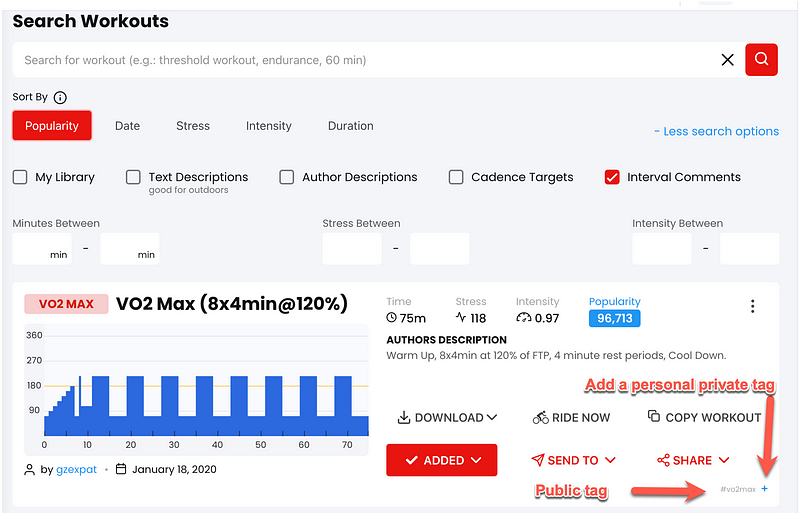 Search Workouts
Search for workout (e.g.: threshold workout, endurance, 60 min)
Sort By
Popularity Date Stress Intensity Duration
- Less search options
My Library Text Descriptions Author Descriptions Cadence Targets Interval Comments
good for outdoors
Minutes Between Stress Between Intensity Between
min - min - -
VO2 MAX VO2 Max (8x4min@120%)
Time Stress Intensity Popularity
75m 118 0.97 96,713
AUTHORS DESCRIPTION
Warm Up, 8x4min at 120% of FTP, 4 minute rest periods, Cool Down.
360
270
180
90
0 10 20 30 40 50 60 70
by gzexpat • January 18, 2020
Add a personal private tag
DOWNLOAD RIDE NOW COPY WORKOUT
ADDED SEND TO SHARE
Public tag #vo2max +